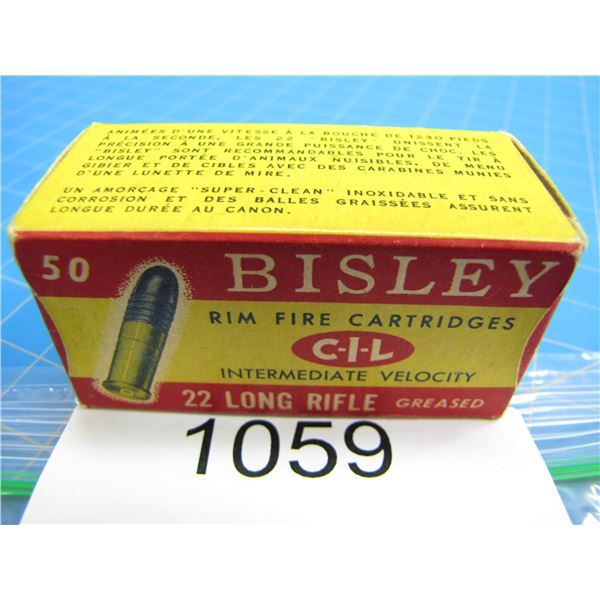 ANIMÉES D'UNE VITESSE À LA BOUCHE DE 1230 PIEDS
À LA SECONDE, LES 22 "BISLEY" UNISSENT LA
PRÉCISION À UNE GRANDE PUISSANCE DE CHOC. LES
"BISLEY" SONT RECOMMANDABLES POUR LE TIR À
LONGUE PORTÉE D'ANIMAUX NUISIBLES, DE MENU
GIBIER ET DE CIBLES AVEC DES CARABINES MUNIES
D'UNE LUNETTE DE MIRE.
UN AMORÇAGE "SUPER-CLEAN" INOXIDABLE ET SANS
CORROSION ET DES BALLES GRAISSÉES ASSURENT
LONGUE DURÉE AU CANON.
50 BISLEY
RIM FIRE CARTRIDGES
C-I-L
INTERMEDIATE VELOCITY
22 LONG RIFLE GREASED
1059